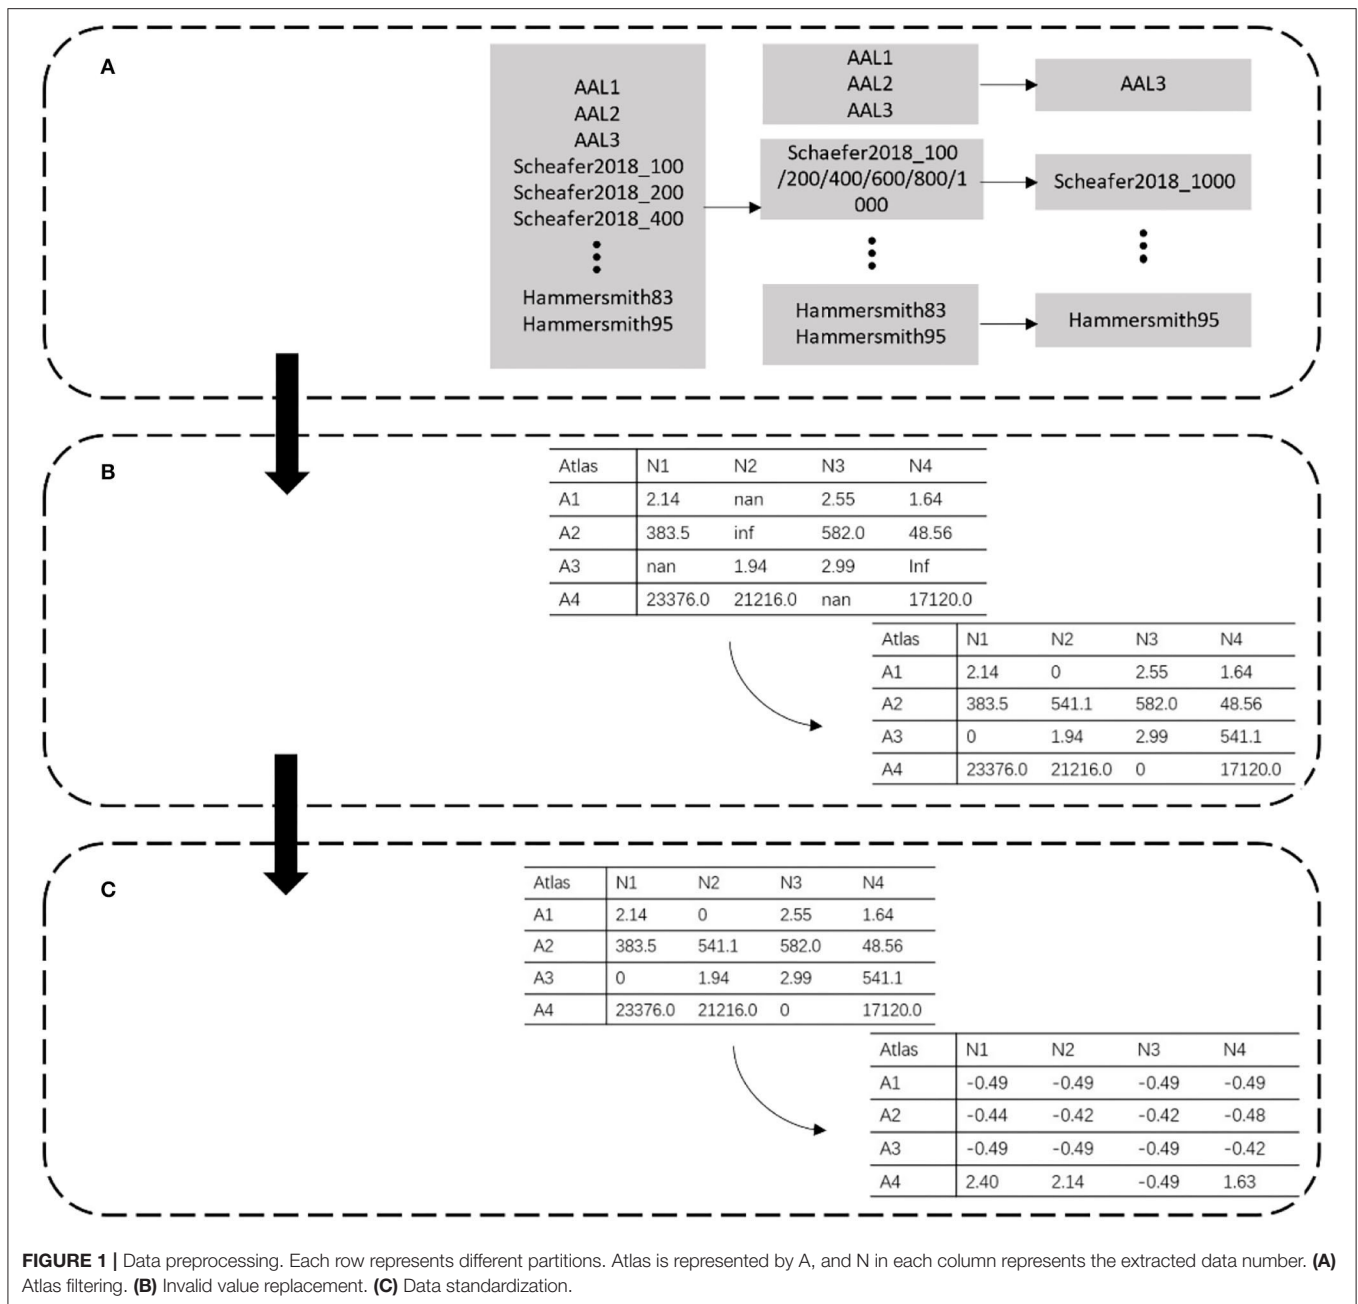 A
AAL1
AAL2
AAL3
Scheafer2018_100
Scheafer2018_200
Scheafer2018_400
Hammersmith83
Hammersmith95
AAL1
AAL2
AAL3
AAL3
Schaefer2018_100
/200/400/600/800/1
000
Scheafer2018_1000
Hammersmith83
Hammersmith95
Hammersmith95
B
Atlas N1 N2 N3 N4
A1 2.14 nan 2.55 1.64
A2 383.5 inf 582.0 48.56
A3 nan 1.94 2.99 Inf
A4 23376.0 21216.0 nan 17120.0
Atlas N1 N2 N3 N4
A1 2.14 0 2.55 1.64
A2 383.5 541.1 582.0 48.56
A3 0 1.94 2.99 541.1
A4 23376.0 21216.0 0 17120.0
C
Atlas N1 N2 N3 N4
A1 2.14 0 2.55 1.64
A2 383.5 541.1 582.0 48.56
A3 0 1.94 2.99 541.1
A4 23376.0 21216.0 0 17120.0
Atlas N1 N2 N3 N4
A1 -0.49 -0.49 -0.49 -0.49
A2 -0.44 -0.42 -0.42 -0.48
A3 -0.49 -0.49 -0.49 -0.42
A4 2.40 2.14 -0.49 1.63
FIGURE 1 | Data preprocessing. Each row represents different partitions. Atlas is represented by A, and N in each column represents the extracted data number. (A)
Atlas filtering. (B) Invalid value replacement. (C) Data standardization.